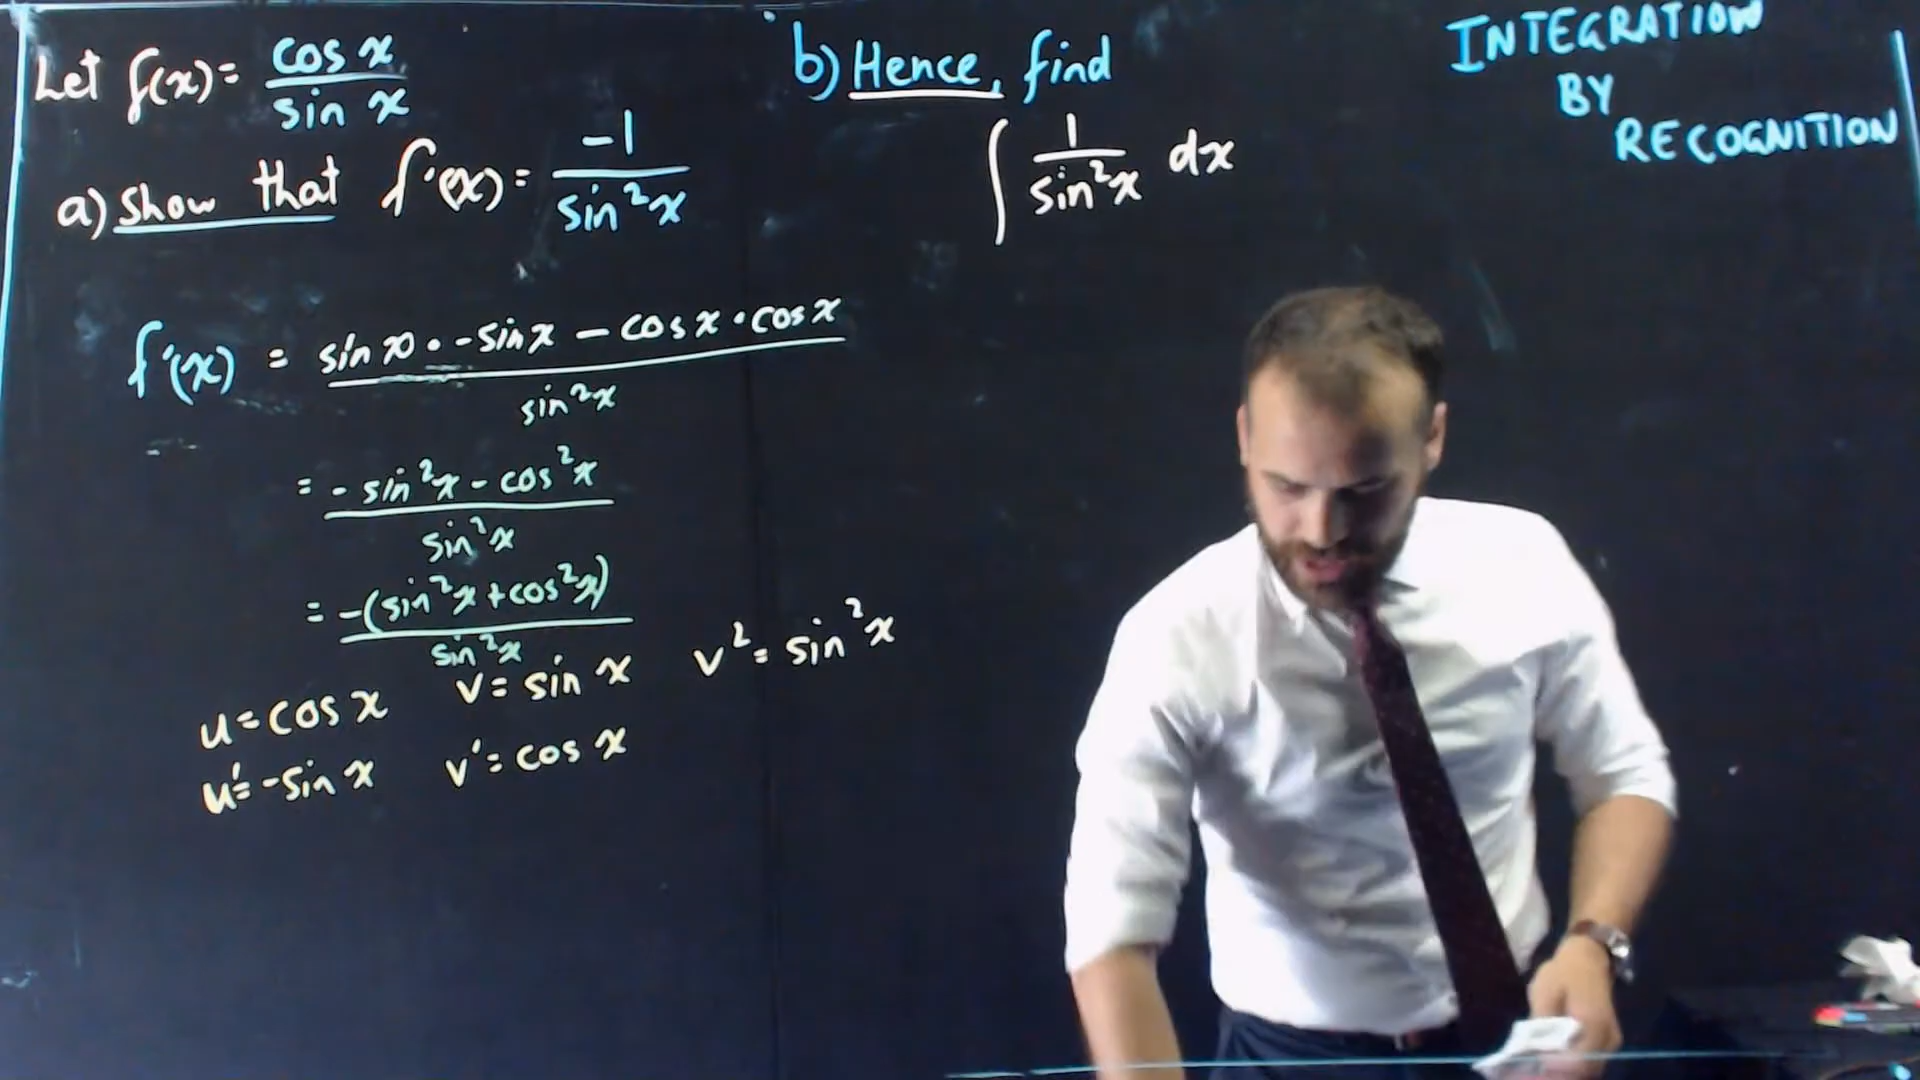 Let f(x) = cos x / sin x
a) Show that f'(x) = -1 / sin²x
f'(x) = sin x · -sin x - cos x · cos x / sin²x
= - sin²x - cos²x / sin²x
= -(sin²x + cos²x) / sin²x
u = cos x v = sin x v² = sin²x
u' = -sin x v' = cos x
b) Hence, find
∫ 1 / sin²x dx
INTEGRATION
BY
RECOGNITION